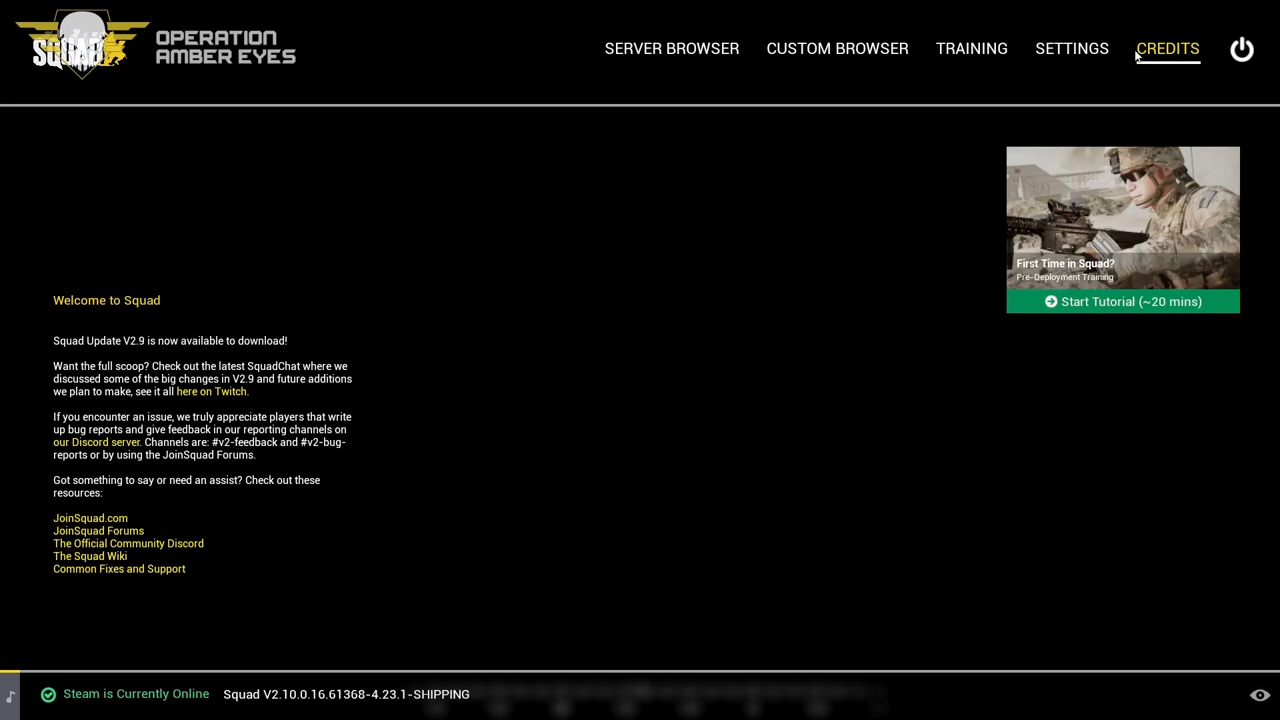 SQUAD
OPERATION
AMBER EYES
SERVER BROWSER
CUSTOM BROWSER
TRAINING
SETTINGS
CREDITS
First Time in Squad?
Pre-Deployment Training
Start Tutorial (~20 mins)
Welcome to Squad
Squad Update V2.9 is now available to download!
Want the full scoop? Check out the latest SquadChat where we
discussed some of the big changes in V2.9 and future additions
we plan to make, see it all here on Twitch.
If you encounter an issue, we truly appreciate players that write
up bug reports and give feedback in our reporting channels on
our Discord server. Channels are: #v2-feedback and #v2-bug-
reports or by using the JoinSquad Forums.
Got something to say or need an assist? Check out these
resources:
JoinSquad.com
JoinSquad Forums
The Official Community Discord
The Squad Wiki
Common Fixes and Support
Steam is Currently Online
Squad V2.10.0.16.61368-4.23.1-SHIPPING